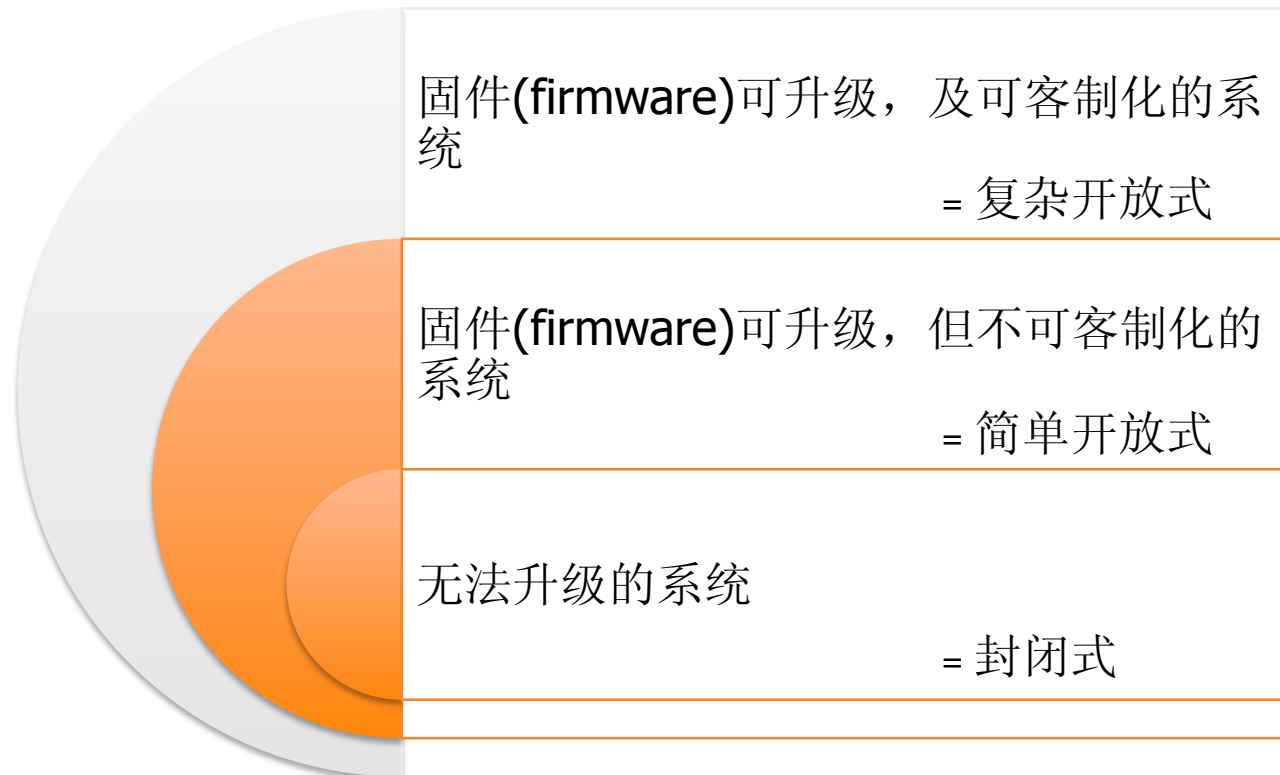 固件(firmware)可升级，及可客制化的系
统
= 复杂开放式
固件(firmware)可升级，但不可客制化的
系统
= 简单开放式
无法升级的系统
= 封闭式